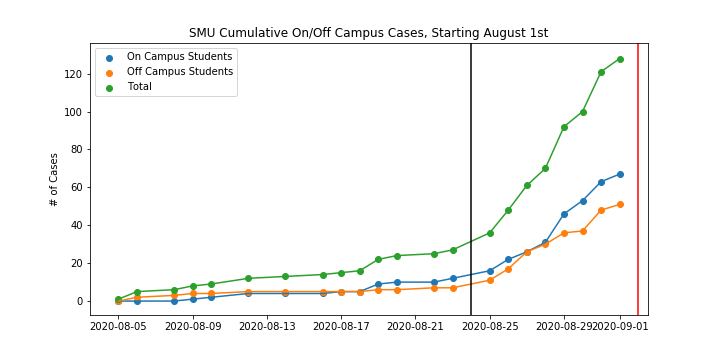 SMU Cumulative On/Off Campus Cases, Starting August 1st
On Campus Students
Off Campus Students
Total
# of Cases
120
100
80
60
40
20
0
2020-08-05 2020-08-09 2020-08-13 2020-08-17 2020-08-21 2020-08-25 2020-08-29 2020-09-01